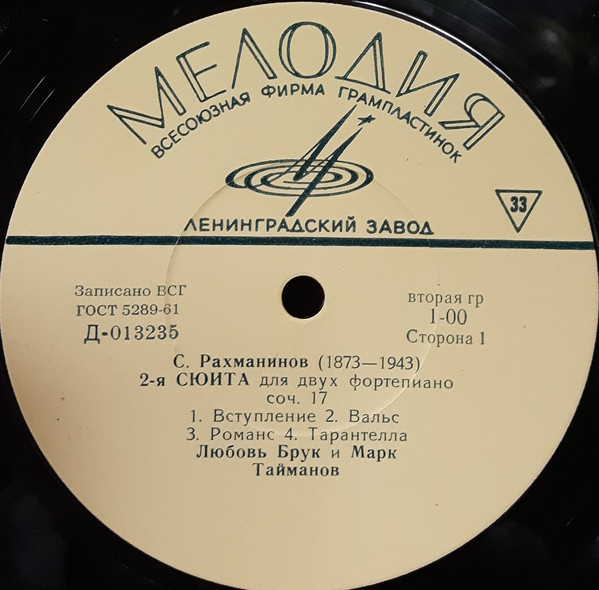 МЕЛОДИЯ
ВСЕСОЮЗНАЯ ФИРМА ГРАМПЛАСТИНОК
ЛЕНИНГРАДСКИЙ ЗАВОД
33
Записано ВСГ
ГОСТ 5289-61
Д-013235
вторая гр
1-00
Сторона 1
С. Рахманинов (1873—1943)
2-я СЮИТА для двух фортепиано
соч. 17
1. Вступление 2. Вальс
3. Романс 4. Тарантелла
Любовь Брук и Марк
Тайманов